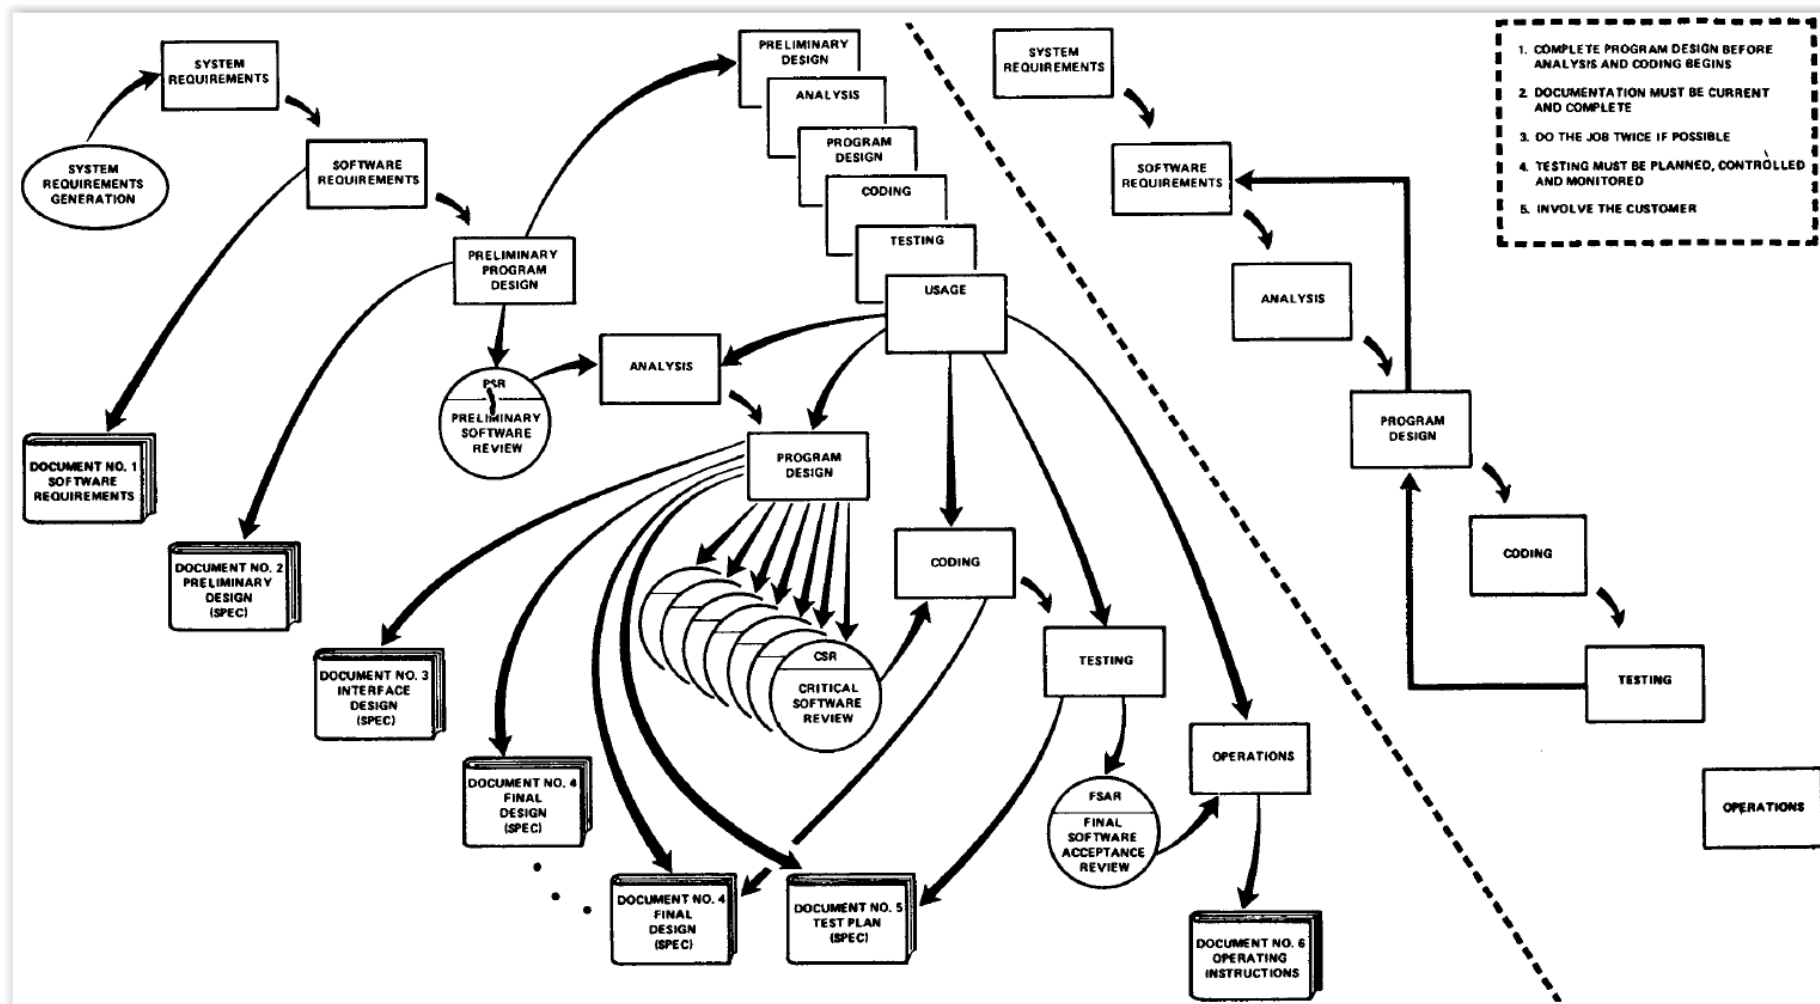 SYSTEM
REQUIREMENTS
SYSTEM
REQUIREMENTS
GENERATION
SOFTWARE
REQUIREMENTS
PRELIMINARY
PROGRAM
DESIGN
PRELIMINARY
DESIGN
ANALYSIS
PROGRAM
DESIGN
CODING
TESTING
USAGE
PSR
PRELIMINARY
SOFTWARE
REVIEW
ANALYSIS
PROGRAM
DESIGN
DOCUMENT NO. 1
SOFTWARE
REQUIREMENTS
DOCUMENT NO. 2
PRELIMINARY
DESIGN
(SPEC)
DOCUMENT NO. 3
INTERFACE
DESIGN
(SPEC)
DOCUMENT NO. 4
FINAL
DESIGN
(SPEC)
DOCUMENT NO. 4
FINAL
DESIGN
(SPEC)
DOCUMENT NO. 5
TEST PLAN
(SPEC)
CSR
CRITICAL
SOFTWARE
REVIEW
CODING
TESTING
FSAR
FINAL
SOFTWARE
ACCEPTANCE
REVIEW
OPERATIONS
DOCUMENT NO. 6
OPERATING
INSTRUCTIONS
SYSTEM
REQUIREMENTS
SOFTWARE
REQUIREMENTS
ANALYSIS
PROGRAM
DESIGN
CODING
TESTING
OPERATIONS
1. COMPLETE PROGRAM DESIGN BEFORE
ANALYSIS AND CODING BEGINS
2. DOCUMENTATION MUST BE CURRENT
AND COMPLETE
3. DO THE JOB TWICE IF POSSIBLE
4. TESTING MUST BE PLANNED, CONTROLLED
AND MONITORED
5. INVOLVE THE CUSTOMER